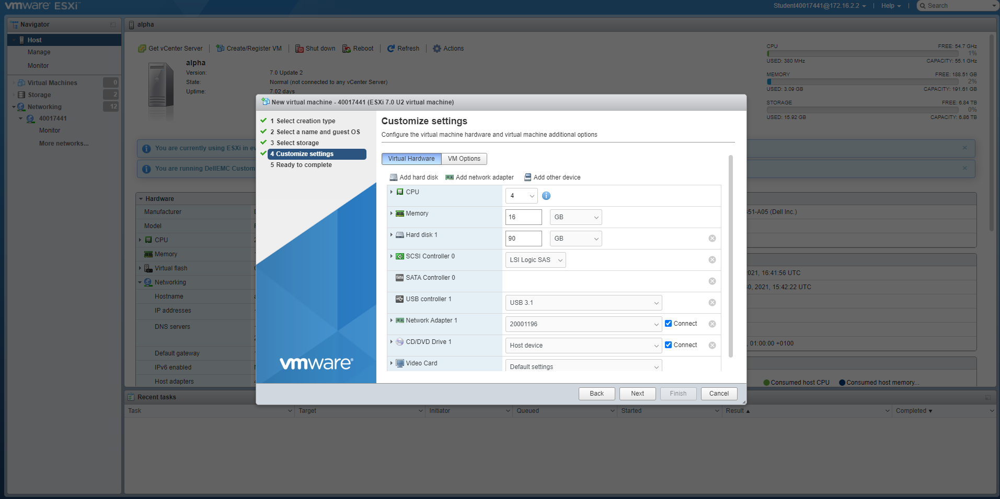 vmware ESXi
Student40017441@172.16.2.2
Help
Search
Navigator
Host
Manage
Monitor
Virtual Machines 0
Storage 2
Networking 12
40017441
Monitor
More networks...
alpha
Get vCenter Server
Create/Register VM
Shut down
Reboot
Refresh
Actions
alpha
Version: 7.0 Update 2
State: Normal (not connected to any vCenter Server)
Uptime: 7.02 days
CPU FREE: 54.7 GHz
1%
USED: 380 MHz CAPACITY: 55.1 GHz
MEMORY FREE: 188.51 GB
2%
USED: 3.09 GB CAPACITY: 191.61 GB
STORAGE FREE: 6.84 TB
0%
USED: 15.92 GB CAPACITY: 6.86 TB
You are currently using ESXi in
You are running DellEMC Custom
Hardware
Manufacturer
Model
CPU
Memory
Virtual flash
Networking
Hostname
IP addresses
DNS servers
Default gateway
IPv6 enabled
Host adapters
New virtual machine - 40017441 (ESXi 7.0 U2 virtual machine)
1 Select creation type
2 Select a name and guest OS
3 Select storage
4 Customize settings
5 Ready to complete
vmware
Customize settings
Configure the virtual machine hardware and virtual machine additional options
Virtual Hardware
VM Options
Add hard disk
Add network adapter
Add other device
CPU 4
Memory 16 GB
Hard disk 1 90 GB
SCSI Controller 0 LSI Logic SAS
SATA Controller 0
USB controller 1 USB 3.1
Network Adapter 1 20001196 Connect
CD/DVD Drive 1 Host device Connect
Video Card Default settings
Back
Next
Finish
Cancel
351-A05 (Dell Inc.)
2021, 16:41:56 UTC
2021, 15:42:22 UTC
, 01:00:00 +0100
Consumed host CPU
Consumed host memory...
Recent tasks
Task
Target
Initiator
Queued
Started
Result
Completed